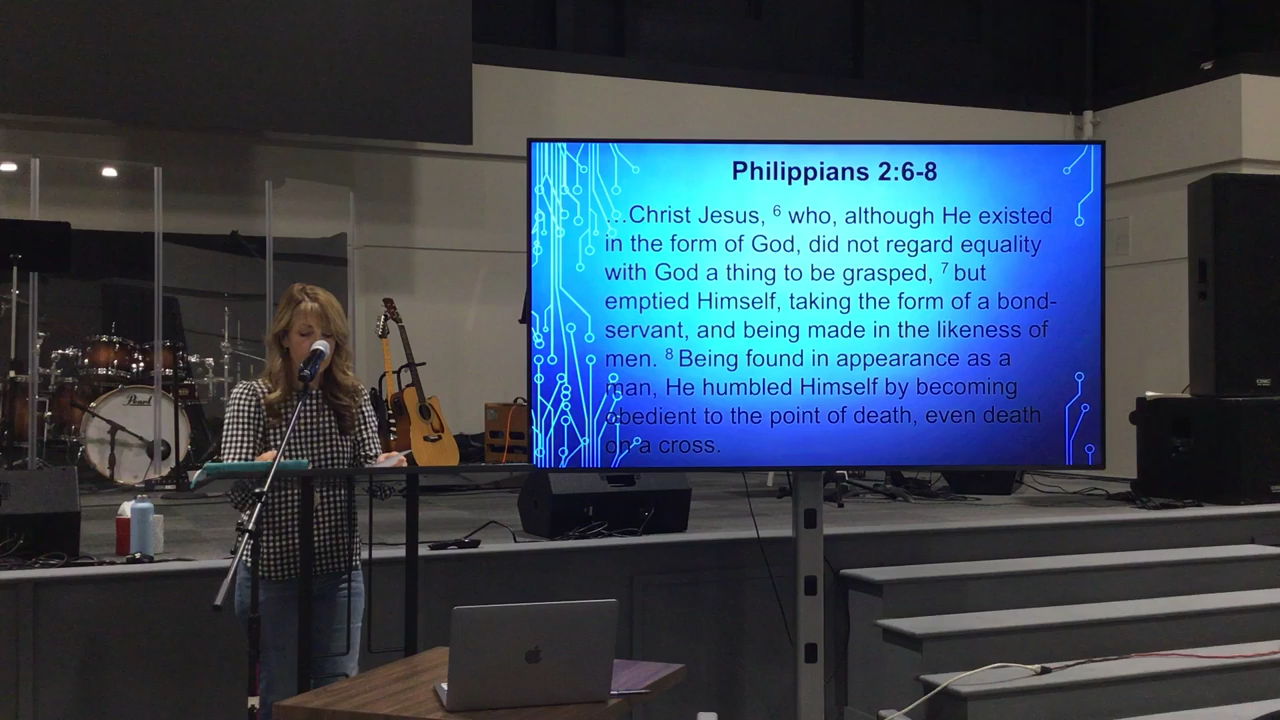 Philippians 2:6-8
...Christ Jesus, 6 who, although He existed
in the form of God, did not regard equality
with God a thing to be grasped, 7 but
emptied Himself, taking the form of a bond-
servant, and being made in the likeness of
men. 8 Being found in appearance as a
man, He humbled Himself by becoming
obedient to the point of death, even death
on a cross.
Pearl